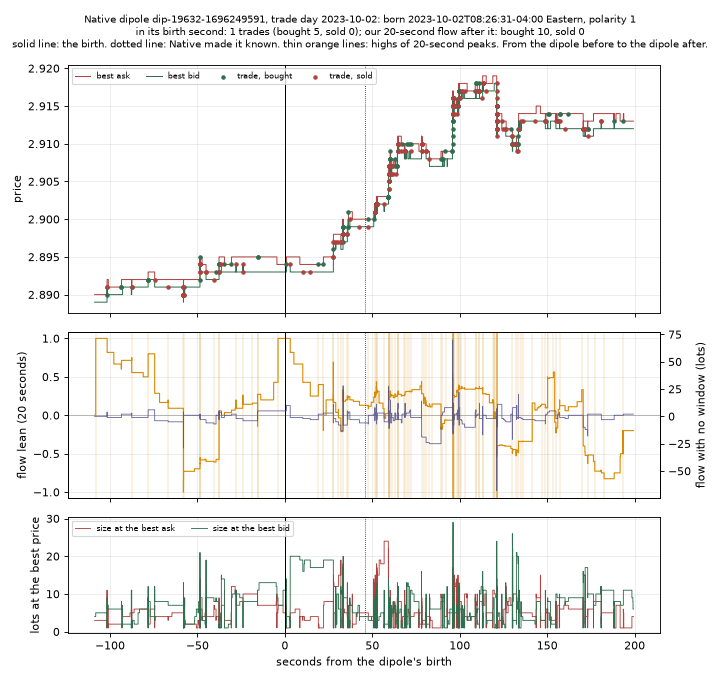 Native dipole dip-19632-1696249591, trade day 2023-10-02: born 2023-10-02T08:26:31-04:00 Eastern, polarity 1
in its birth second: 1 trades (bought 5, sold 0); our 20-second flow after it: bought 10, sold 0
solid line: the birth. dotted line: Native made it known. thin orange lines: highs of 20-second peaks. From the dipole before to the dipole after.
best ask
best bid
trade, bought
trade, sold
2.920
2.915
2.910
2.905
2.900
2.895
2.890
price
1.0
0.5
0.0
−0.5
−1.0
flow lean (20 seconds)
75
50
25
0
−25
−50
flow with no window (lots)
size at the best ask
size at the best bid
30
20
10
0
lots at the best price
−100
−50
0
50
100
150
200
seconds from the dipole's birth